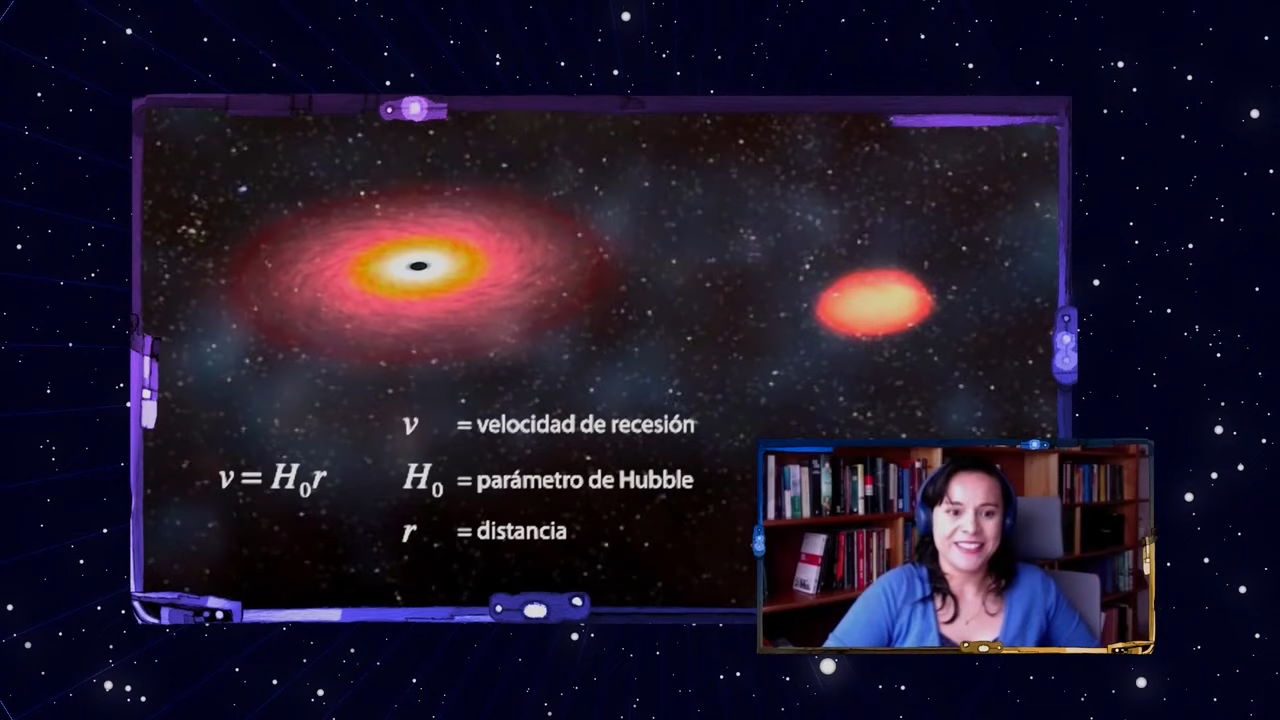 v = velocidad de recesión
v = H₀r
H₀ = parámetro de Hubble
r = distancia